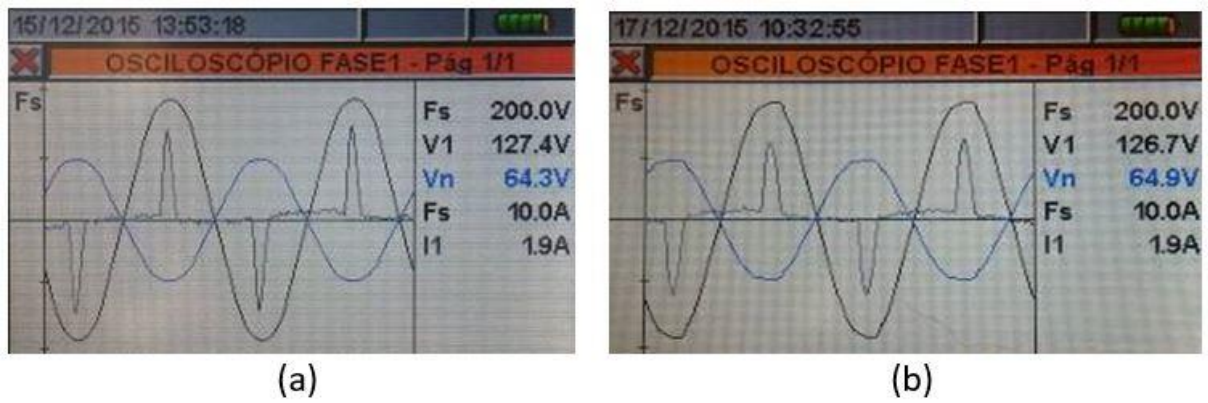 15/12/2015 13:53:18
OSCILOSCÓPIO FASE1 - Pág 1/1
Fs
Fs 200.0V
V1 127.4V
Vn 64.3V
Fs 10.0A
I1 1.9A
(a)
17/12/2015 10:32:55
OSCILOSCÓPIO FASE1 - Pág 1/1
Fs
Fs 200.0V
V1 126.7V
Vn 64.9V
Fs 10.0A
I1 1.9A
(b)